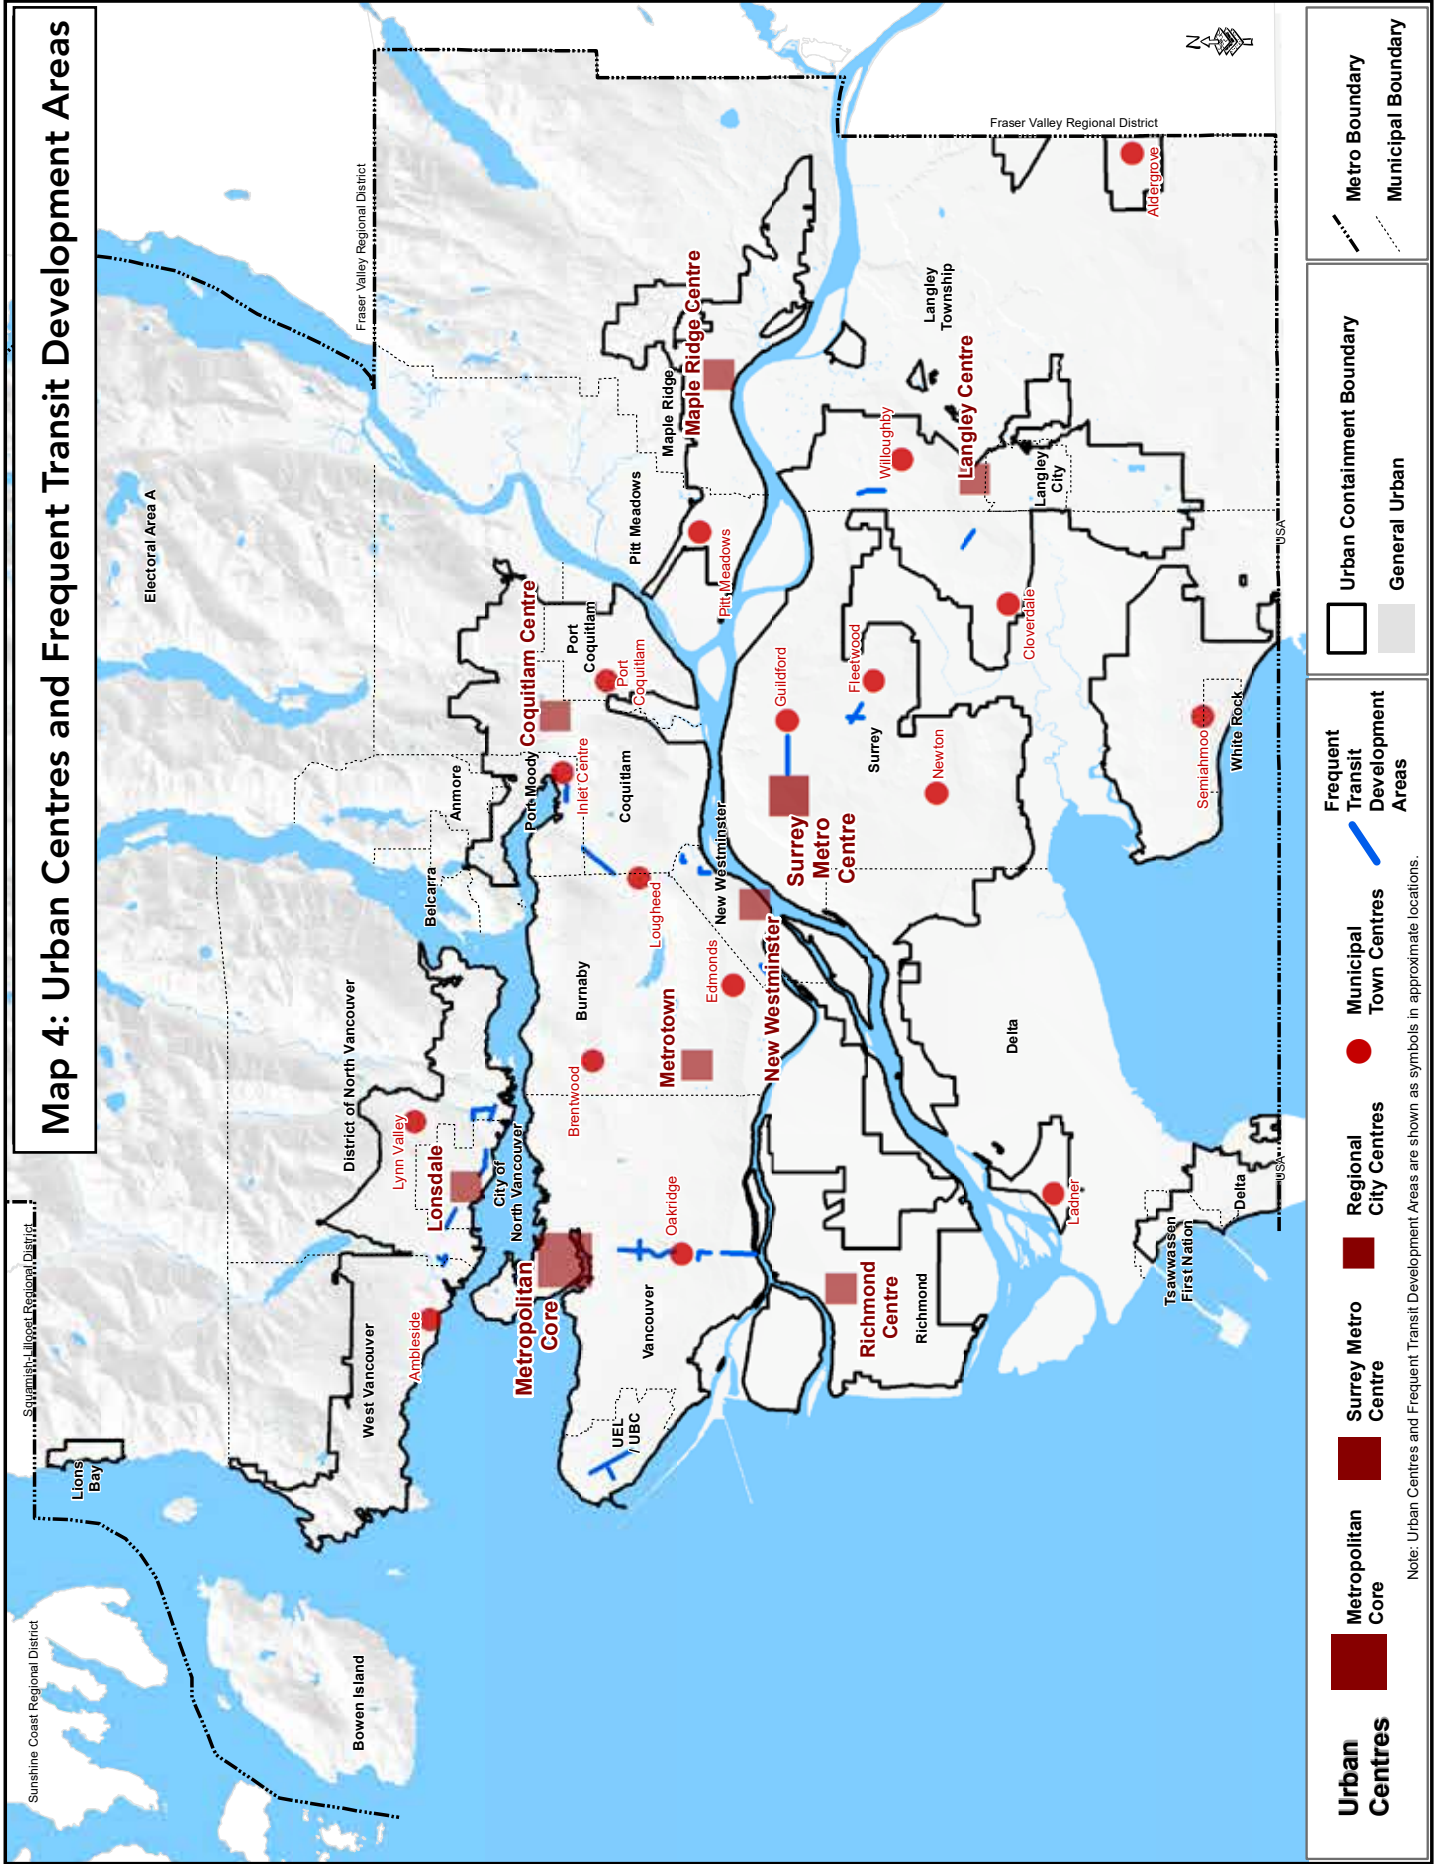 Map 4: Urban Centres and Frequent Transit Development Areas
Sunshine Coast Regional District
Squamish-Lillooet Regional District
Lions
Bay
Electoral Area A
Fraser Valley Regional District
Bowen Island
West Vancouver
District of North Vancouver
Ambleside
Lynn Valley
Lonsdale
City of
North Vancouver
Belcarra
Anmore
Port Moody
Coquitlam Centre
Inlet Centre
Port
Coquitlam
Port
Coquitlam
Coquitlam
Pitt Meadows
Pitt Meadows
Maple Ridge
Maple Ridge Centre
Metropolitan
Core
UEL
/ UBC
Vancouver
Oakridge
Brentwood
Burnaby
Metrotown
Lougheed
Edmonds
New Westminster
New Westminster
Richmond
Centre
Richmond
Surrey
Metro
Centre
Guildford
Fleetwood
Surrey
Newton
Cloverdale
Willoughby
Langley Centre
Langley
Township
Langley
City
Fraser Valley Regional District
Aldergrove
Delta
Ladner
Tsawwassen
First Nation
Delta
USA
Semiahmoo
White Rock
USA
N
Urban
Centres
Metropolitan
Core
Surrey Metro
Centre
Regional
City Centres
Municipal
Town Centres
Frequent
Transit
Development
Areas
Note: Urban Centres and Frequent Transit Development Areas are shown as symbols in approximate locations.
Urban Containment Boundary
General Urban
Metro Boundary
Municipal Boundary